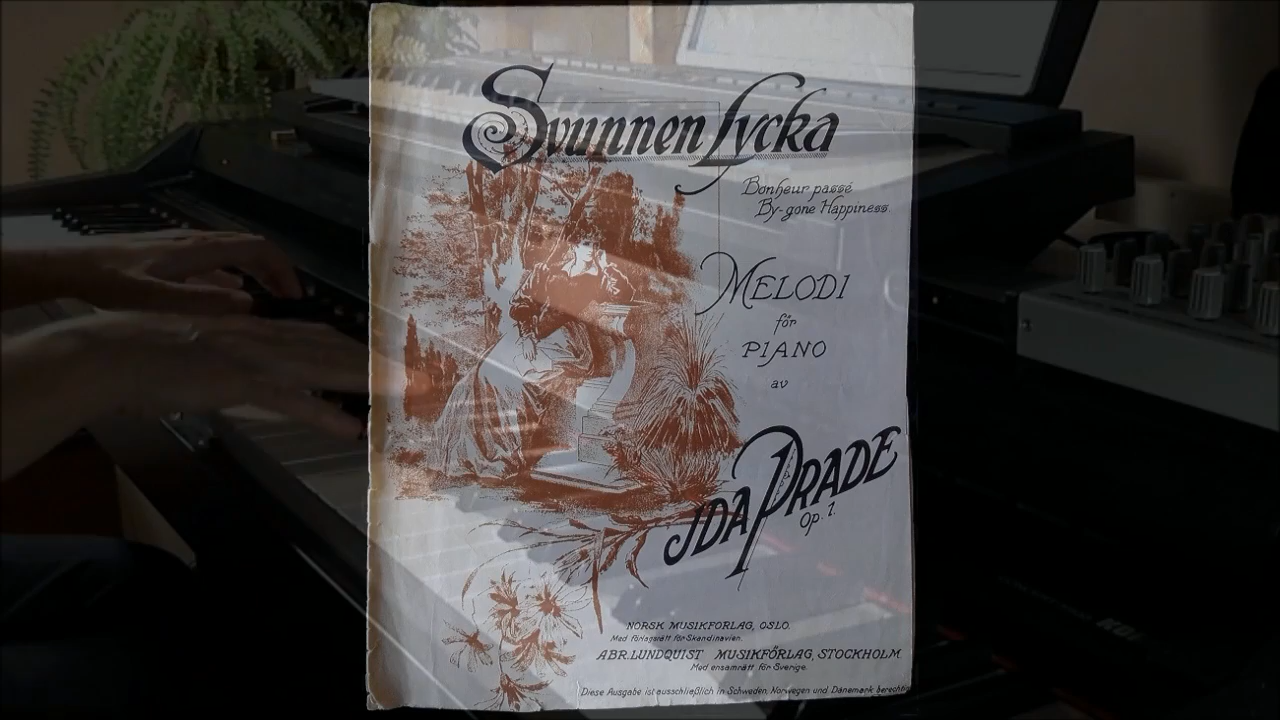 Svunnen Lycka
Bonheur passé
By-gone Happiness.
MELODI
för
PIANO
av
IDA PRADE
Op. 7.
NORSK MUSIKFORLAG, OSLO.
Med förlagsrätt för Skandinavien.
ABR. LUNDQUIST MUSIKFÖRLAG, STOCKHOLM
Med ensamrätt för Sverige.
Diese Ausgabe ist ausschließlich in Schweden, Norwegen und Dänemark berechtig